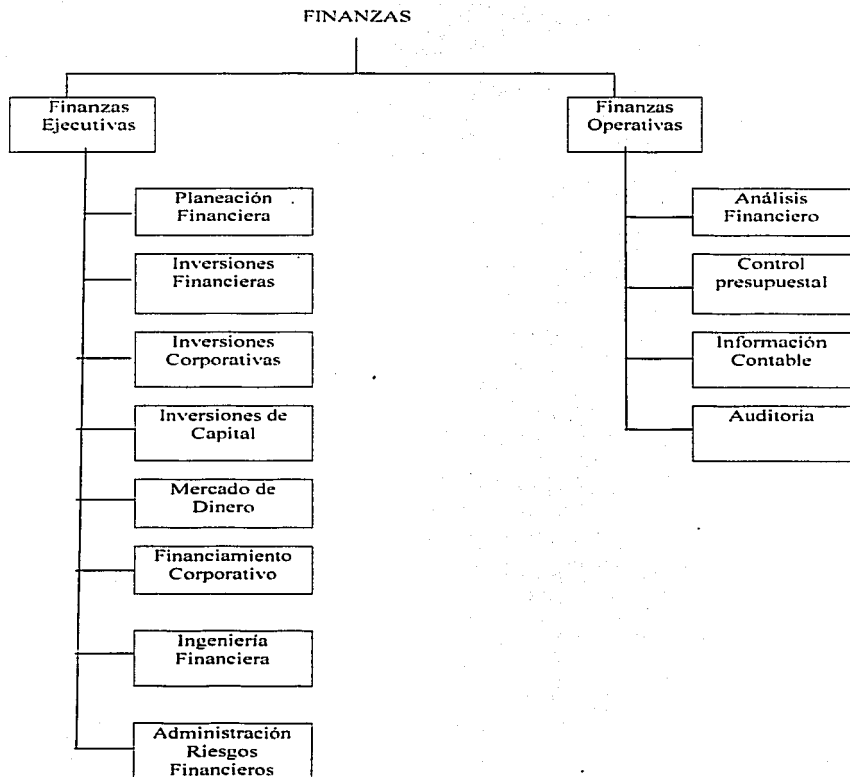 FINANZAS
Finanzas
Ejecutivas
Planeación
Financiera
Inversiones
Financieras
Inversiones
Corporativas
Inversiones de
Capital
Mercado de
Dinero
Financiamiento
Corporativo
Ingeniería
Financiera
Administración
Riesgos
Financieros
Finanzas
Operativas
Análisis
Financiero
Control
presupuestal
Información
Contable
Auditoria